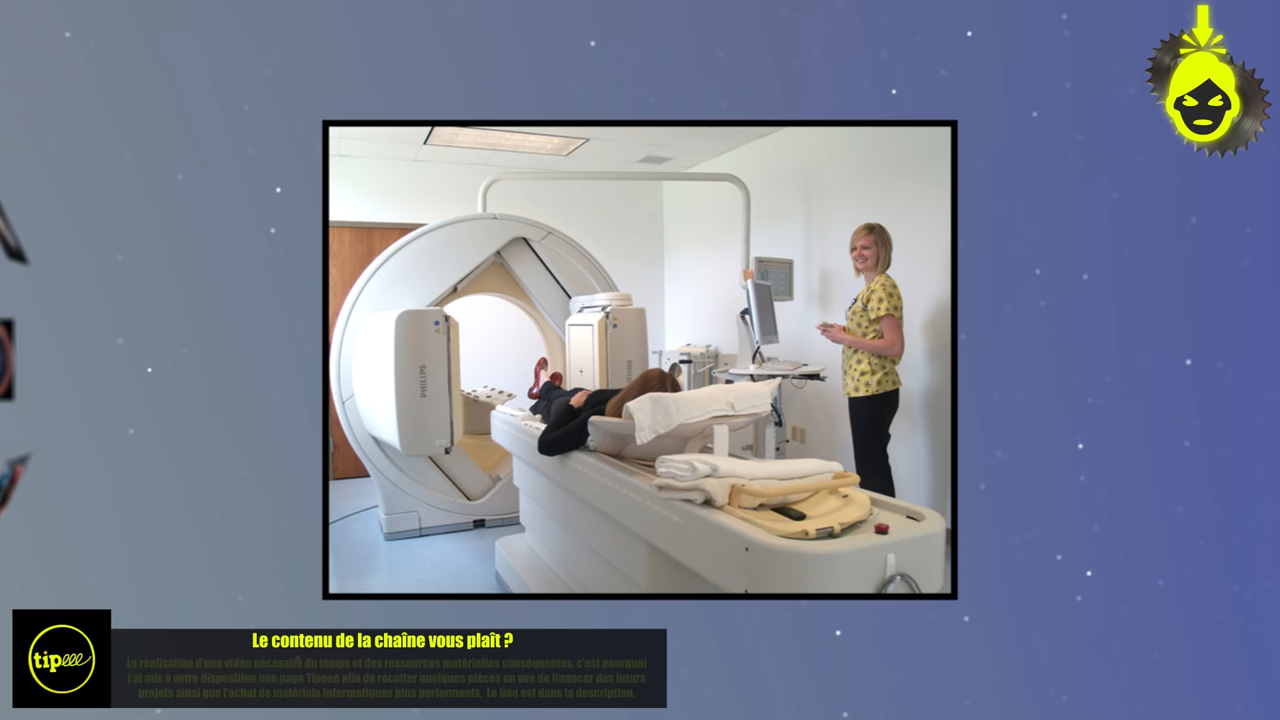 PHILIPS
tipeee
Le contenu de la chaîne vous plaît ?
La réalisation d'une vidéo nécessite du temps et des ressources matérielles conséquentes, c'est pourquoi
j'ai mis à votre disposition une page Tipeee afin de récolter quelques pièces en vue de financer des futurs
projets ainsi que l'achat de matériels informatiques plus performants. Le lien est dans la description.